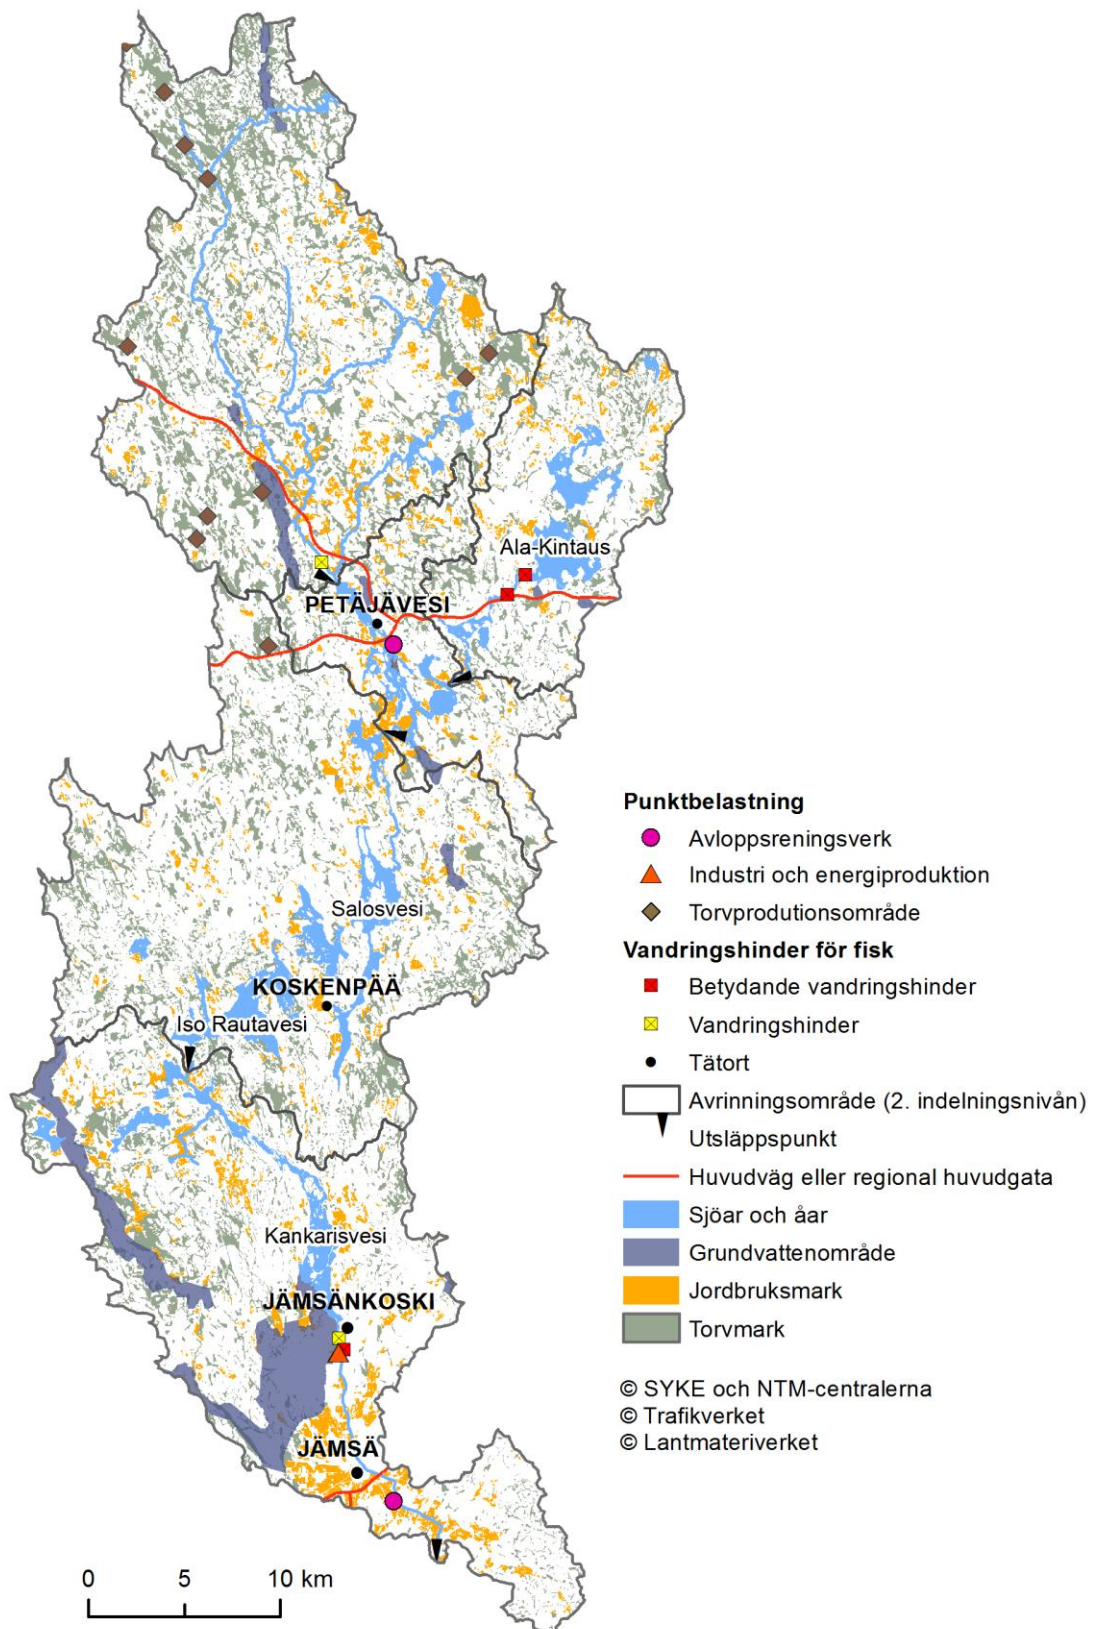 Ala-Kintaus
PETÄJÄVESI
Salosvesi
KOSKENPÄÄ
Iso Rautavesi
Kankarisvesi
JÄMSÄNKOSKI
JÄMSÄ
0 5 10 km
Punktbelastning
Avloppsreningsverk
Industri och energiproduktion
Torvprodutionsområde
Vandringshinder för fisk
Betydande vandringshinder
Vandringshinder
Tätort
Avrinningsområde (2. indelningsnivån)
Utsläppspunkt
Huvudväg eller regional huvudgata
Sjöar och åar
Grundvattenområde
Jordbruksmark
Torvmark
© SYKE och NTM-centralerna
© Trafikverket
© Lantmateriverket